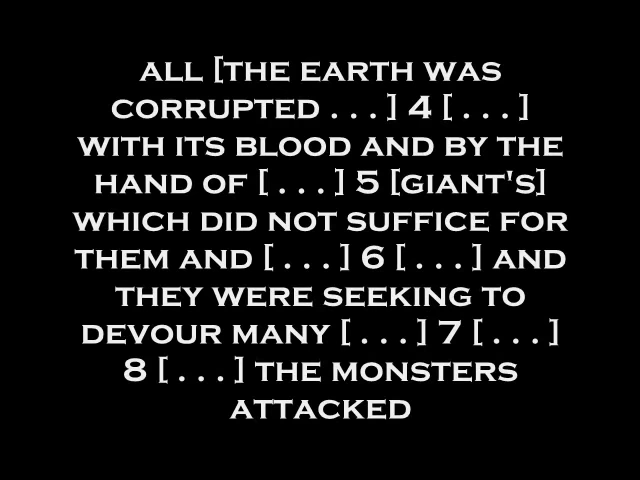 ALL [THE EARTH WAS
CORRUPTED . . . ] 4 [ . . . ]
WITH ITS BLOOD AND BY THE
HAND OF [ . . . ] 5 [GIANT'S]
WHICH DID NOT SUFFICE FOR
THEM AND [ . . . ] 6 [ . . . ] AND
THEY WERE SEEKING TO
DEVOUR MANY [ . . . ] 7 [ . . . ]
8 [ . . . ] THE MONSTERS
ATTACKED